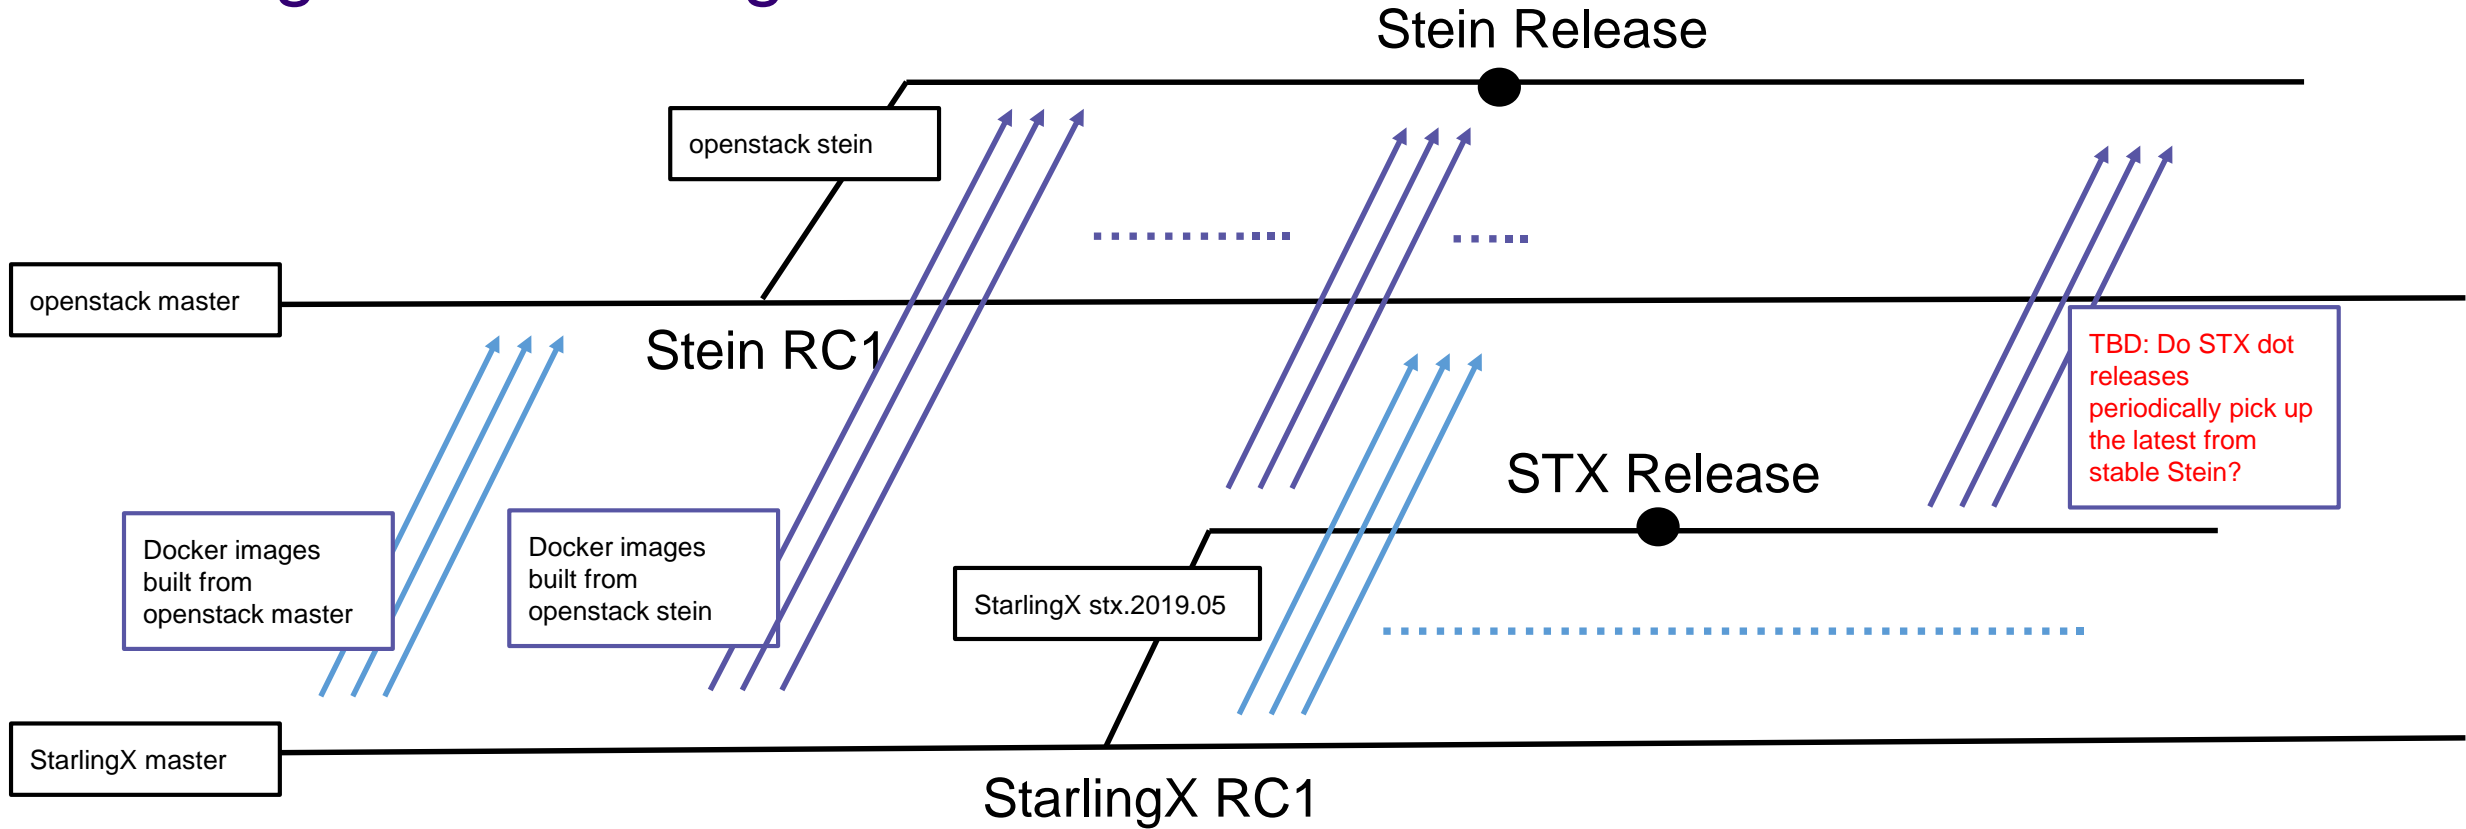 Stein Release
openstack stein
openstack master
Stein RC1
TBD: Do STX dot
releases
periodically pick up
the latest from
stable Stein?
STX Release
Docker images
built from
openstack master
Docker images
built from
openstack stein
StarlingX stx.2019.05
StarlingX master
StarlingX RC1